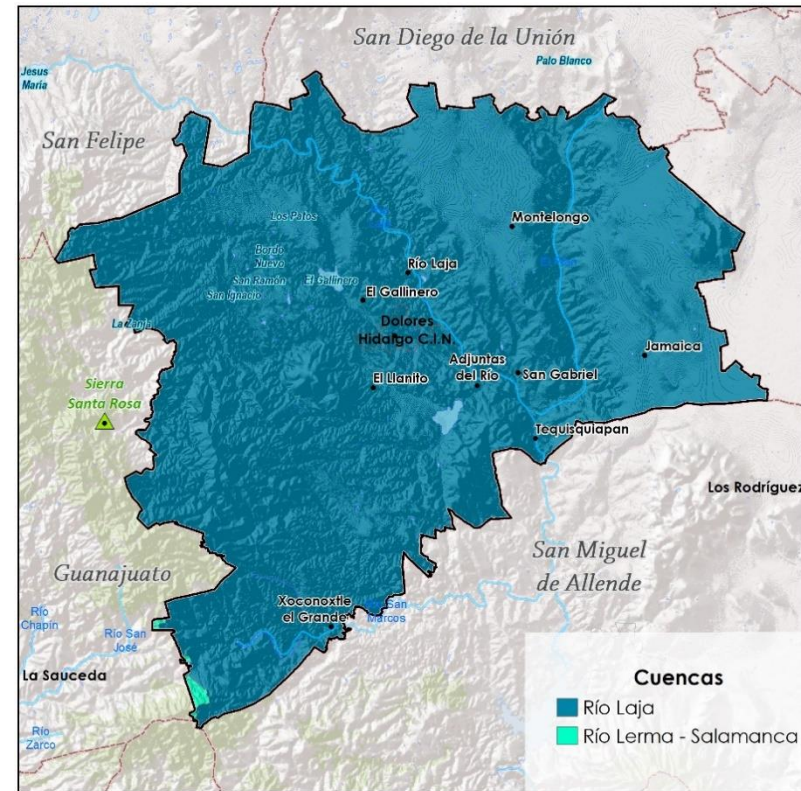 San Diego de la Unión
Palo Blanco
Jesus
María
San Felipe
Los Patos
Montelongo
Bordo
Nuevo
Río Laja
San Ramón
El Gallinero
San Ignacio
El Gallinero
La Zanja
Dolores
Hidalgo C.I.N.
Jamaica
Adjuntas
del Río
San Gabriel
El Llanito
Sierra
Santa Rosa
Tequisquiapan
Los Rodríguez
San Miguel
de Allende
Guanajuato
Xoconoxtle
el Grande
San
Marcos
Río
Chapín
Río San
José
La Sauceda
Río
Zarco
Cuencas
Río Laja
Río Lerma - Salamanca